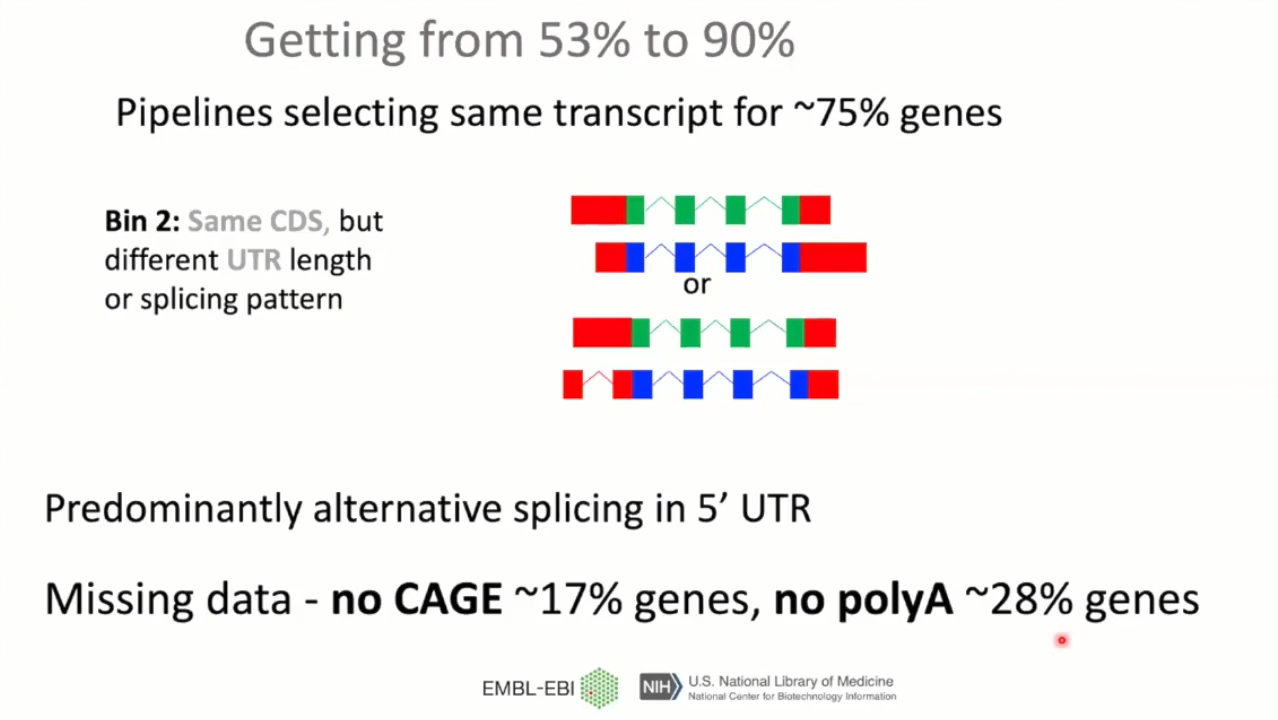 Getting from 53% to 90%
Pipelines selecting same transcript for ~75% genes
Bin 2: Same CDS, but
different UTR length
or splicing pattern
or
Predominantly alternative splicing in 5’ UTR
Missing data - no CAGE ~17% genes, no polyA ~28% genes
EMBL-EBI
NIH
U.S. National Library of Medicine
National Center for Biotechnology Information